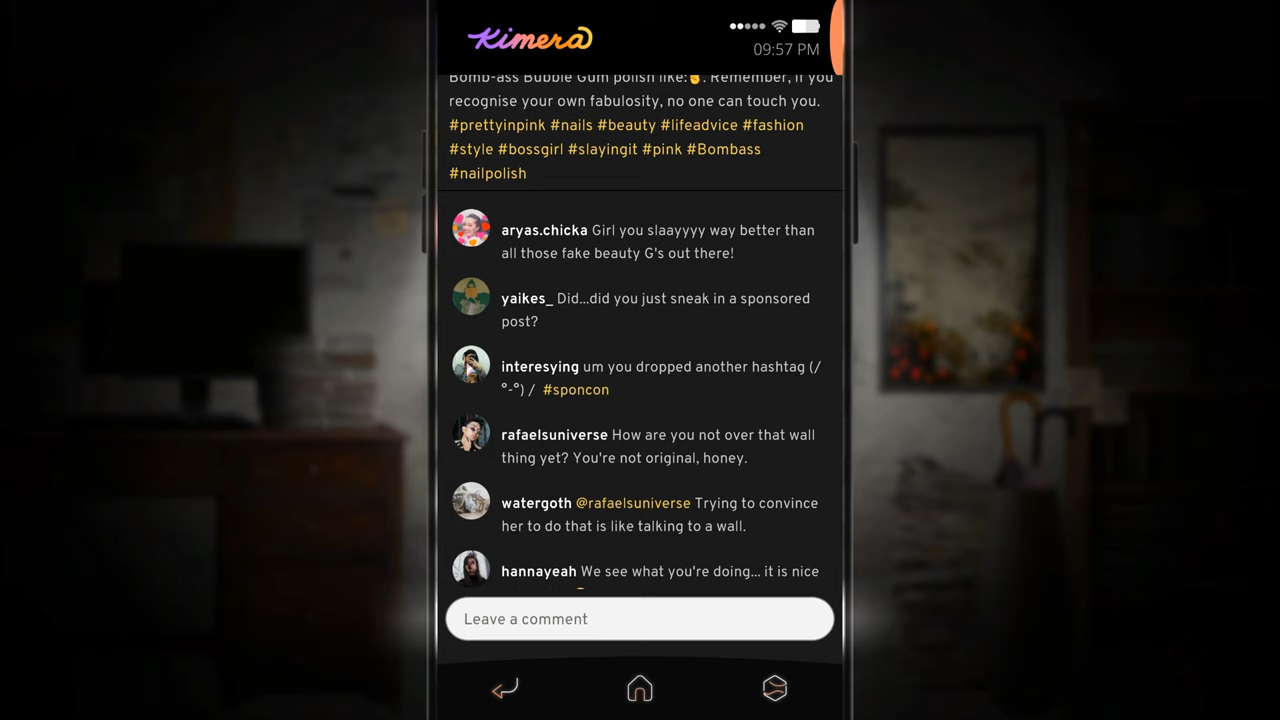 Kimera
09:57 PM
Bomb-ass Bubble Gum polish like:✊. Remember, if you
recognise your own fabulosity, no one can touch you.
#prettyinpink #nails #beauty #lifeadvice #fashion
#style #bossgirl #slayingit #pink #Bombass
#nailpolish
aryas.chicka Girl you slaayyyy way better than
all those fake beauty G's out there!
yaikes_ Did...did you just sneak in a sponsored
post?
interesying um you dropped another hashtag (/
°-°) / #sponcon
rafaelsuniverse How are you not over that wall
thing yet? You're not original, honey.
watergoth @rafaelsuniverse Trying to convince
her to do that is like talking to a wall.
hannayeah We see what you're doing... it is nice
Leave a comment